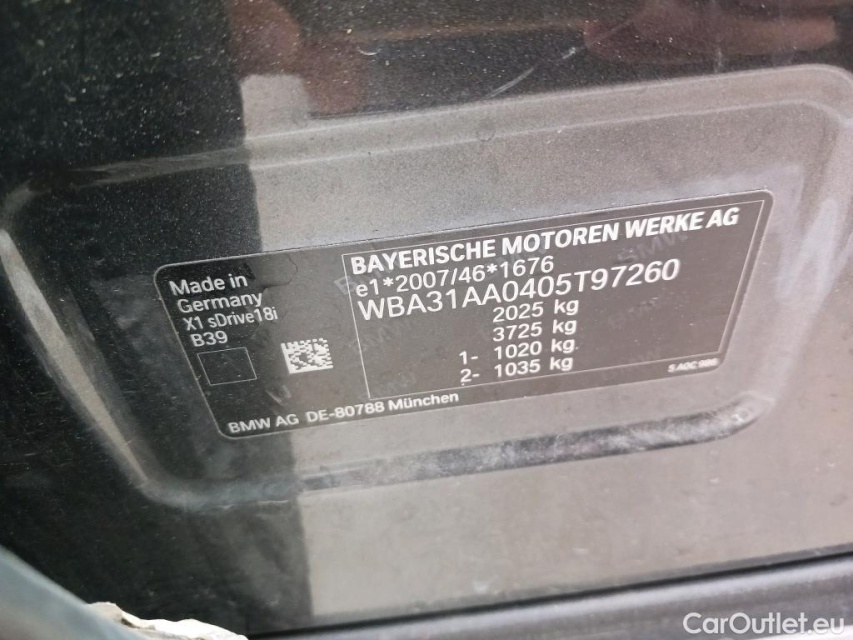 Made in
Germany
X1 sDrive18i
B39
BAYERISCHE MOTOREN WERKE AG
e1*2007/46*1676
WBA31AA0405T97260
2025 kg
3725 kg
1- 1020 kg
2- 1035 kg
BMW AG DE-80788 München
CarOutlet.eu